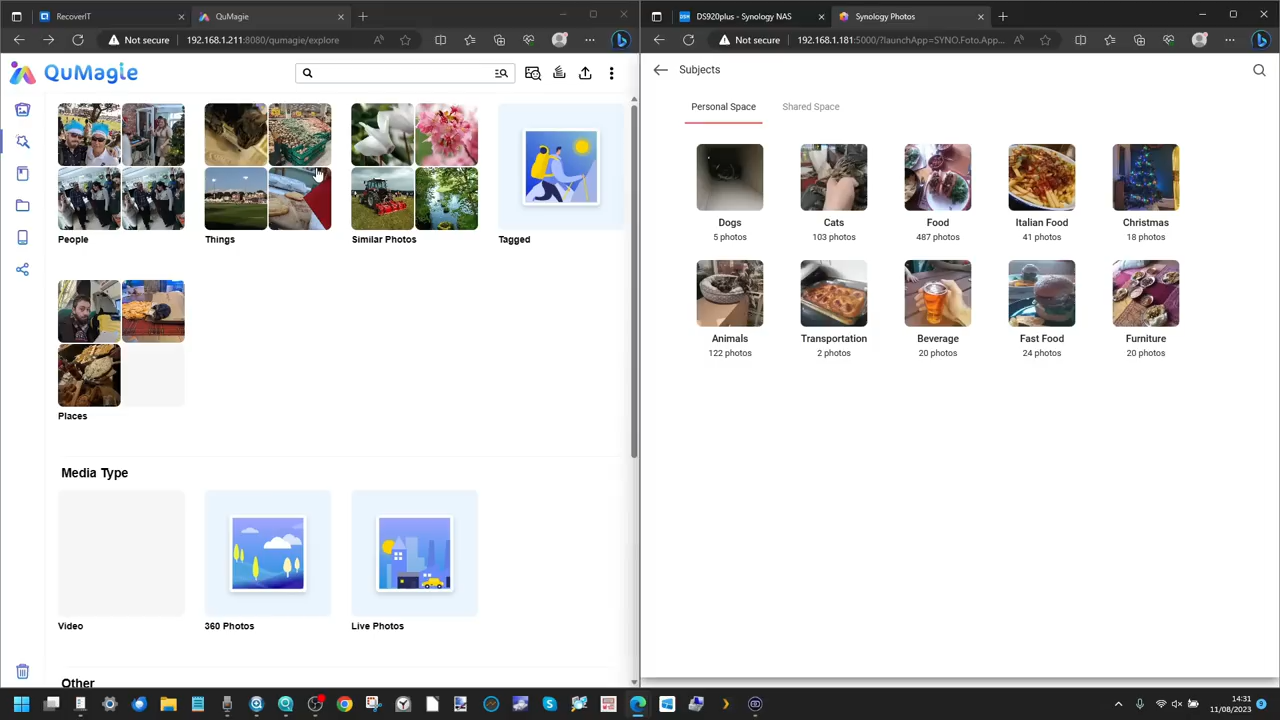 RecoverIT
QuMagie
Not secure
192.168.1.211:8080/qumagie/explore
QuMagie
People
Things
Similar Photos
Tagged
Places
Media Type
Video
360 Photos
Live Photos
Other
DS920plus - Synology NAS
Synology Photos
Not secure
192.168.1.181:5000/?launchApp=SYNO.Foto.App...
Subjects
Personal Space
Shared Space
Dogs
5 photos
Cats
103 photos
Food
487 photos
Italian Food
41 photos
Christmas
18 photos
Animals
122 photos
Transportation
2 photos
Beverage
20 photos
Fast Food
24 photos
Furniture
20 photos
14:31
11/08/2023